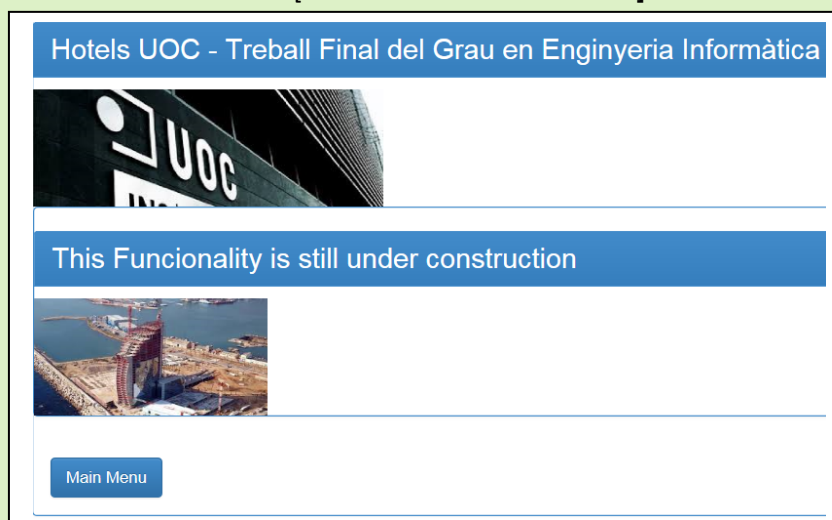 Hotels UOC - Treball Final del Grau en Enginyeria Informàtica
UOC
This Funcionality is still under construction
Main Menu